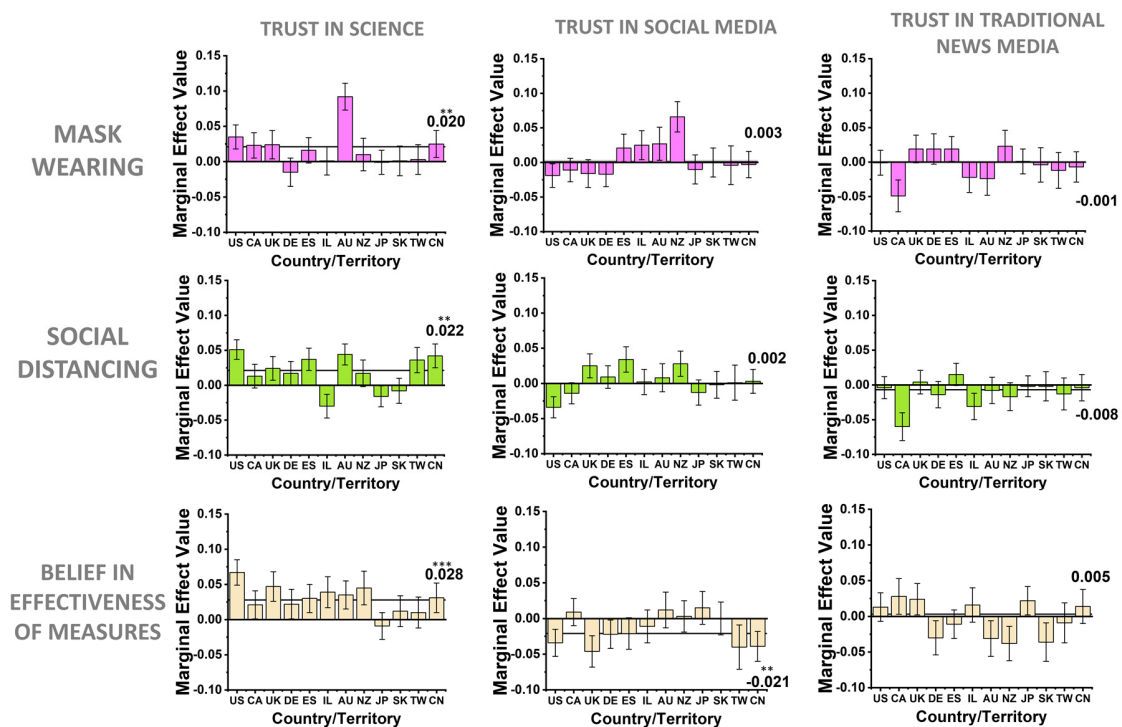 TRUST IN SCIENCE
TRUST IN SOCIAL MEDIA
TRUST IN TRADITIONAL
NEWS MEDIA
MASK
WEARING
Marginal Effect Value
0.15
0.10
0.05
0.00
-0.05
-0.10
**
0.020
US CA UK DE ES IL AU NZ JP SK TW CN
Country/Territory
Marginal Effect Value
0.15
0.10
0.05
0.00
-0.05
-0.10
0.003
US CA UK DE ES IL AU NZ JP SK TW CN
Country/Territory
Marginal Effect Value
0.15
0.10
0.05
0.00
-0.05
-0.10
-0.001
US CA UK DE ES IL AU NZ JP SK TW CN
Country/Territory
SOCIAL
DISTANCING
Marginal Effect Value
0.15
0.10
0.05
0.00
-0.05
-0.10
**
0.022
US CA UK DE ES IL AU NZ JP SK TW CN
Country/Territory
Marginal Effect Value
0.15
0.10
0.05
0.00
-0.05
-0.10
0.002
US CA UK DE ES IL AU NZ JP SK TW CN
Country/Territory
Marginal Effect Value
0.15
0.10
0.05
0.00
-0.05
-0.10
-0.008
US CA UK DE ES IL AU NZ JP SK TW CN
Country/Territory
BELIEF IN
EFFECTIVENESS
OF MEASURES
Marginal Effect Value
0.15
0.10
0.05
0.00
-0.05
-0.10
***
0.028
US CA UK DE ES IL AU NZ JP SK TW CN
Country/Territory
Marginal Effect Value
0.15
0.10
0.05
0.00
-0.05
-0.10
**
-0.021
US CA UK DE ES IL AU NZ JP SK TW CN
Country/Territory
Marginal Effect Value
0.15
0.10
0.05
0.00
-0.05
-0.10
0.005
US CA UK DE ES IL AU NZ JP SK TW CN
Country/Territory